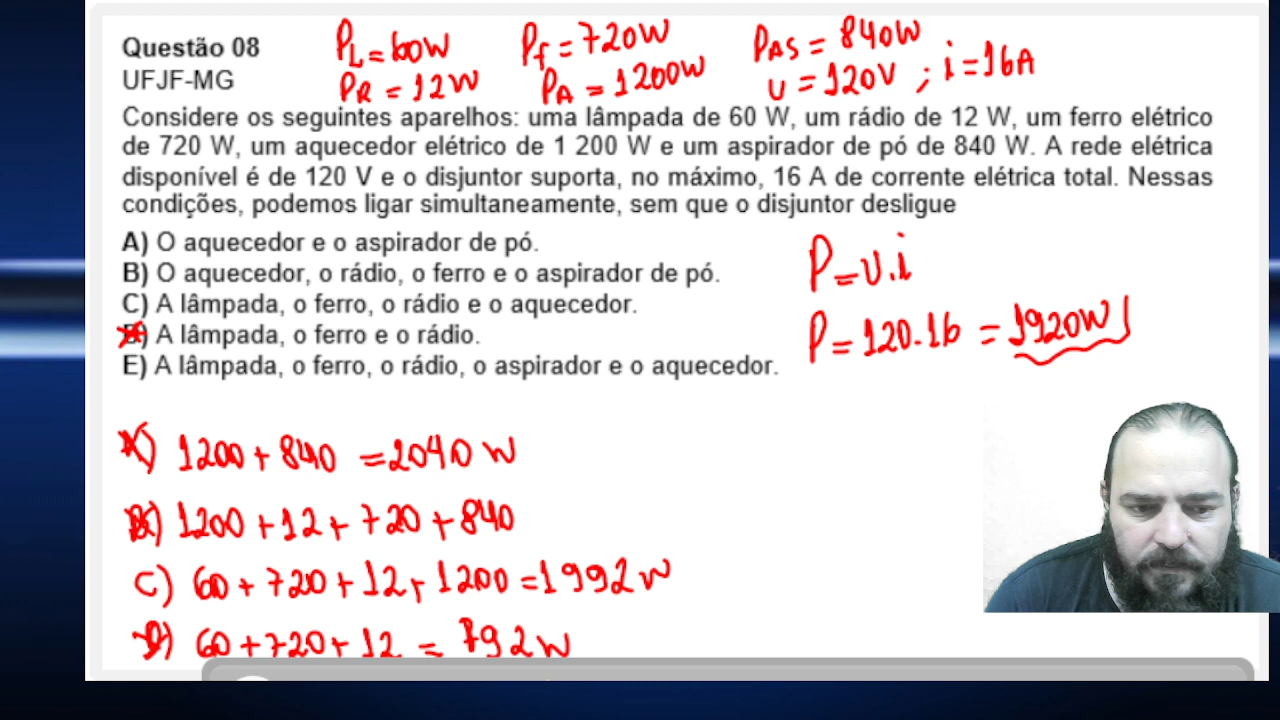 Questão 08
P_L = 60W
P_f = 720W
P_AS = 840W
UFJF-MG
P_R = 12W
P_A = 1200W
U = 120V ; i = 16A
Considere os seguintes aparelhos: uma lâmpada de 60 W, um rádio de 12 W, um ferro elétrico
de 720 W, um aquecedor elétrico de 1 200 W e um aspirador de pó de 840 W. A rede elétrica
disponível é de 120 V e o disjuntor suporta, no máximo, 16 A de corrente elétrica total. Nessas
condições, podemos ligar simultaneamente, sem que o disjuntor desligue
A) O aquecedor e o aspirador de pó.
B) O aquecedor, o rádio, o ferro e o aspirador de pó.
C) A lâmpada, o ferro, o rádio e o aquecedor.
D) A lâmpada, o ferro e o rádio.
E) A lâmpada, o ferro, o rádio, o aspirador e o aquecedor.
P = U.i
P = 120.16 = 1920W
A) 1200 + 840 = 2040 W
B) 1200 + 12 + 720 + 840
C) 60 + 720 + 12 + 1200 = 1992 W
D) 60 + 720 + 12 = 792 W